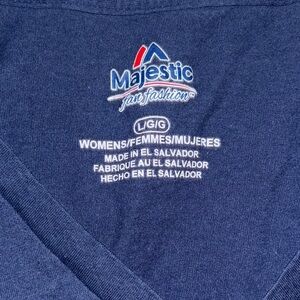 Majestic
fan fashion
L/G/G
WOMENS/FEMMES/MUJERES
MADE IN EL SALVADOR
FABRIQUE AU EL SALVADOR
HECHO EN EL SALVADOR